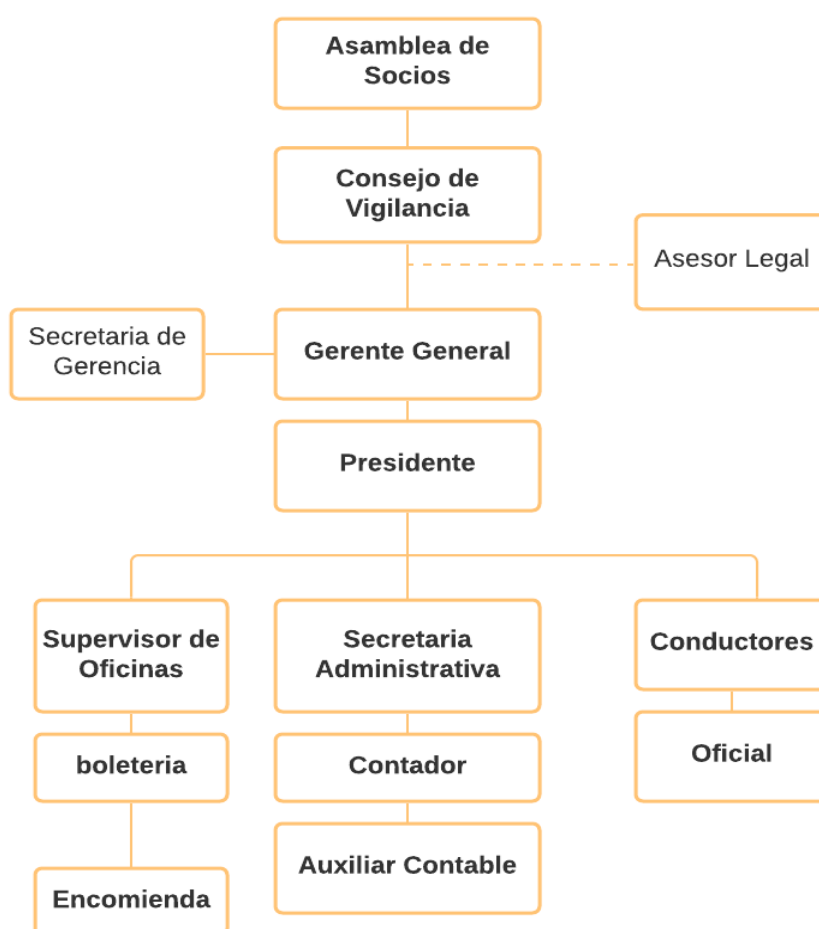 Asamblea de
Socios
Consejo de
Vigilancia
Asesor Legal
Secretaria de
Gerencia
Gerente General
Presidente
Supervisor de
Oficinas
Secretaria
Administrativa
Conductores
boleteria
Contador
Oficial
Auxiliar Contable
Encomienda